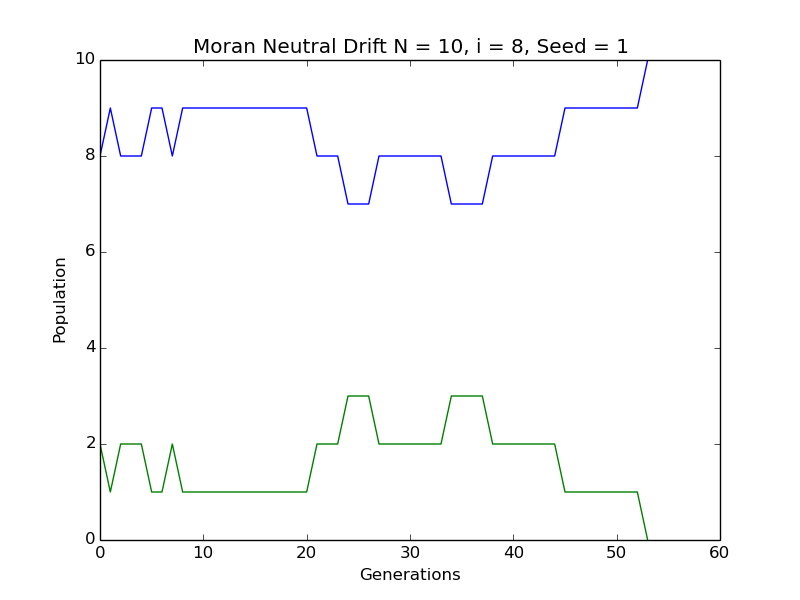 Moran Neutral Drift N = 10, i = 8, Seed = 1
10
8
6
4
2
0
Population
0 10 20 30 40 50 60
Generations